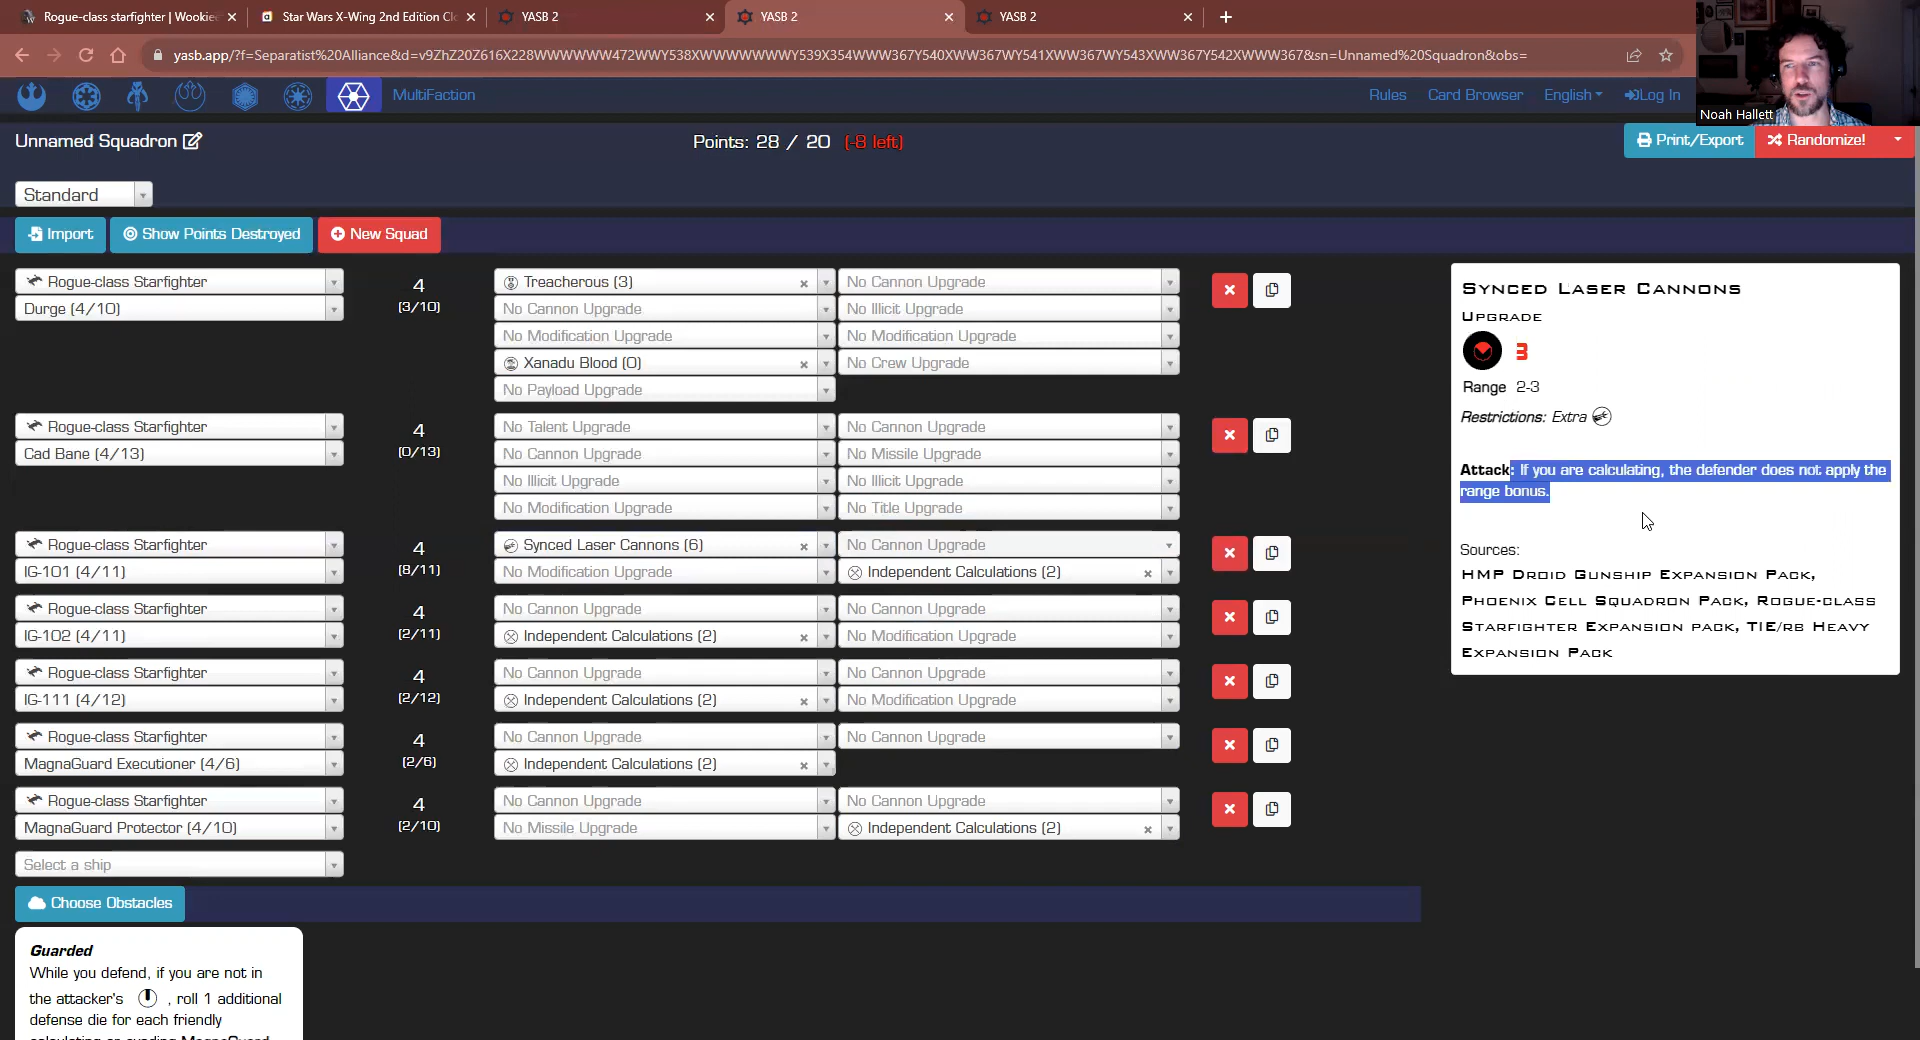 Rogue-class starfighter | Wookie
Star Wars X-Wing 2nd Edition Clo
YASB 2
YASB 2
YASB 2
yasb.app/?f=Separatist%20Alliance&d=v9ZhZ20Z616X228WWWWWW472WWY538XWWWWWWWY539X354WWW367Y540XWW367WY541XWW367WY543XWW367Y542XWWW367&sn=Unnamed%20Squadron&obs=
MultiFaction
Rules
Card Browser
English
Log In
Noah Hallett
Unnamed Squadron
Points: 28 / 20 (-8 left)
Print/Export
Randomize!
Standard
Import
Show Points Destroyed
New Squad
Rogue-class Starfighter
Durge (4/10)
4
(3/10)
Treacherous (3)
No Cannon Upgrade
No Cannon Upgrade
No Illicit Upgrade
No Modification Upgrade
No Modification Upgrade
Xanadu Blood (0)
No Crew Upgrade
No Payload Upgrade
Rogue-class Starfighter
Cad Bane (4/13)
4
(0/13)
No Talent Upgrade
No Cannon Upgrade
No Cannon Upgrade
No Missile Upgrade
No Illicit Upgrade
No Illicit Upgrade
No Modification Upgrade
No Title Upgrade
Rogue-class Starfighter
IG-101 (4/11)
4
(8/11)
Synced Laser Cannons (6)
No Cannon Upgrade
No Modification Upgrade
Independent Calculations (2)
Rogue-class Starfighter
IG-102 (4/11)
4
(2/11)
No Cannon Upgrade
No Cannon Upgrade
Independent Calculations (2)
No Modification Upgrade
Rogue-class Starfighter
IG-111 (4/12)
4
(2/12)
No Cannon Upgrade
No Cannon Upgrade
Independent Calculations (2)
No Modification Upgrade
Rogue-class Starfighter
MagnaGuard Executioner (4/6)
4
(2/6)
No Cannon Upgrade
No Cannon Upgrade
Independent Calculations (2)
Rogue-class Starfighter
MagnaGuard Protector (4/10)
4
(2/10)
No Cannon Upgrade
No Cannon Upgrade
No Missile Upgrade
Independent Calculations (2)
Select a ship
Choose Obstacles
Guarded
While you defend, if you are not in
the attacker's , roll 1 additional
defense die for each friendly
calculating or evading MagnaGuard
Synced Laser Cannons
Upgrade
3
Range 2-3
Restrictions: Extra
Attack: If you are calculating, the defender does not apply the
range bonus.
Sources:
HMP Droid Gunship Expansion Pack,
Phoenix Cell Squadron Pack, Rogue-class
Starfighter Expansion pack, TIE/rb Heavy
Expansion Pack